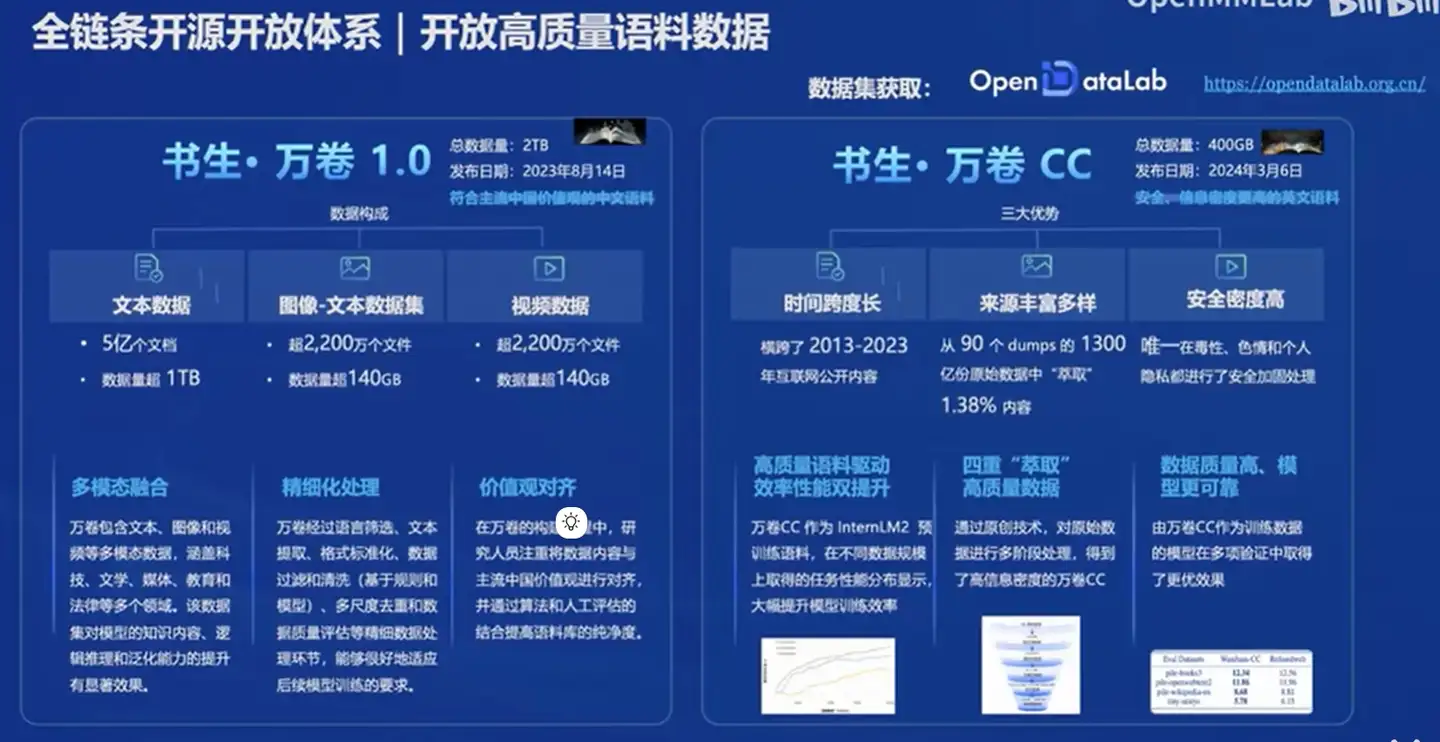 OpenMMLab
全链条开源开放体系｜开放高质量语料数据
数据集获取：
OpenDataLab
https://opendatalab.org.cn/
书生·万卷 1.0
总数据量：2TB
发布日期：2023年8月14日
符合主流中国价值观的中文语料
数据构成
文本数据
图像-文本数据集
视频数据
• 5亿个文档
• 数据量超 1TB
• 超2,200万个文件
• 数据量超140GB
• 超2,200万个文件
• 数据量超140GB
多模态融合
万卷包含文本、图像和视
频等多模态数据，涵盖科
技、文学、媒体、教育和
法律等多个领域。该数据
集对模型的知识内容、逻
辑推理和泛化能力的提升
有显著效果。
精细化处理
万卷经过语言筛选、文本
提取、格式标准化、数据
过滤和清洗（基于规则和
模型）、多尺度去重和数
据质量评估等精细数据处
理环节，能够很好地适应
后续模型训练的要求。
价值观对齐
在万卷的构 程中，研
究人员注重将数据内容与
主流中国价值观进行对齐，
并通过算法和人工评估的
结合提高语料库的纯净度。
书生·万卷 CC
总数据量：400GB
发布日期：2024年3月6日
安全、信息密度更高的英文语料
三大优势
时间跨度长
来源丰富多样
安全密度高
横跨了 2013-2023
年互联网公开内容
从 90 个 dumps 的 1300
亿份原始数据中“萃取”
1.38% 内容
唯一在毒性、色情和个人
隐私都进行了安全加固处理
高质量语料驱动
效率性能双提升
万卷CC 作为 InternLM2 预
训练语料，在不同数据规模
上取得的任务性能分布显示，
大幅提升模型训练效率
四重“萃取”
高质量数据
通过原创技术，对原始数
据进行多阶段处理，得到
了高信息密度的万卷CC
数据质量高、模
型更可靠
由万卷CC作为训练数据
的模型在多项验证中取得
了更优效果
Eval Datasets Wanjuan-CC Refinedweb
pile-books3 12.34 12.56
pile-openwebtext2 11.86 11.96
pile-wikipedia-en 8.68 8.81
tiny-storys 5.78 6.15